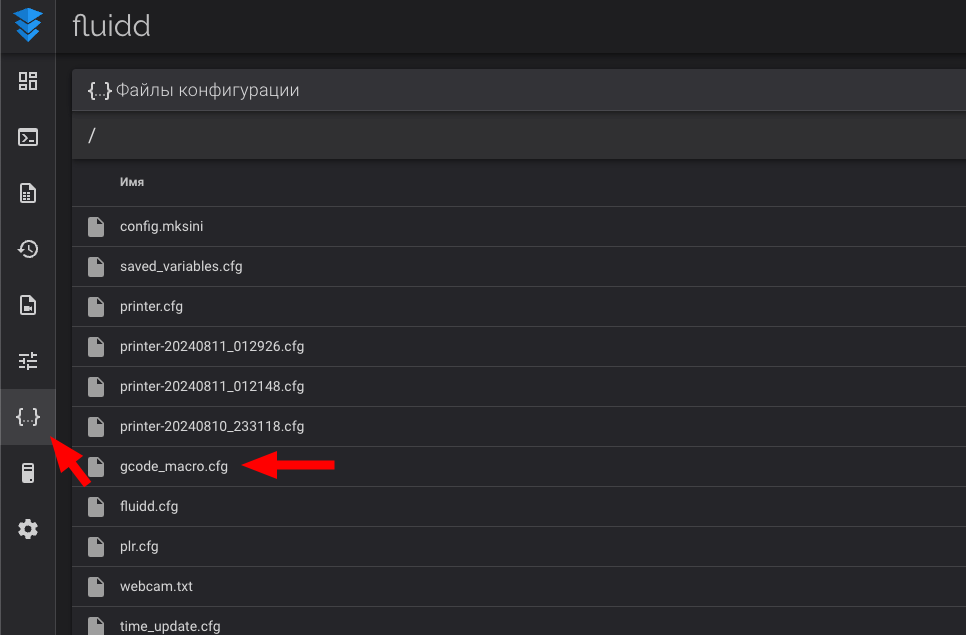 fluidd
{...} Файлы конфигурации
/
Имя
config.mksini
saved_variables.cfg
printer.cfg
printer-20240811_012926.cfg
printer-20240811_012148.cfg
printer-20240810_233118.cfg
{...}
gcode_macro.cfg
fluidd.cfg
plr.cfg
webcam.txt
time_update.cfg